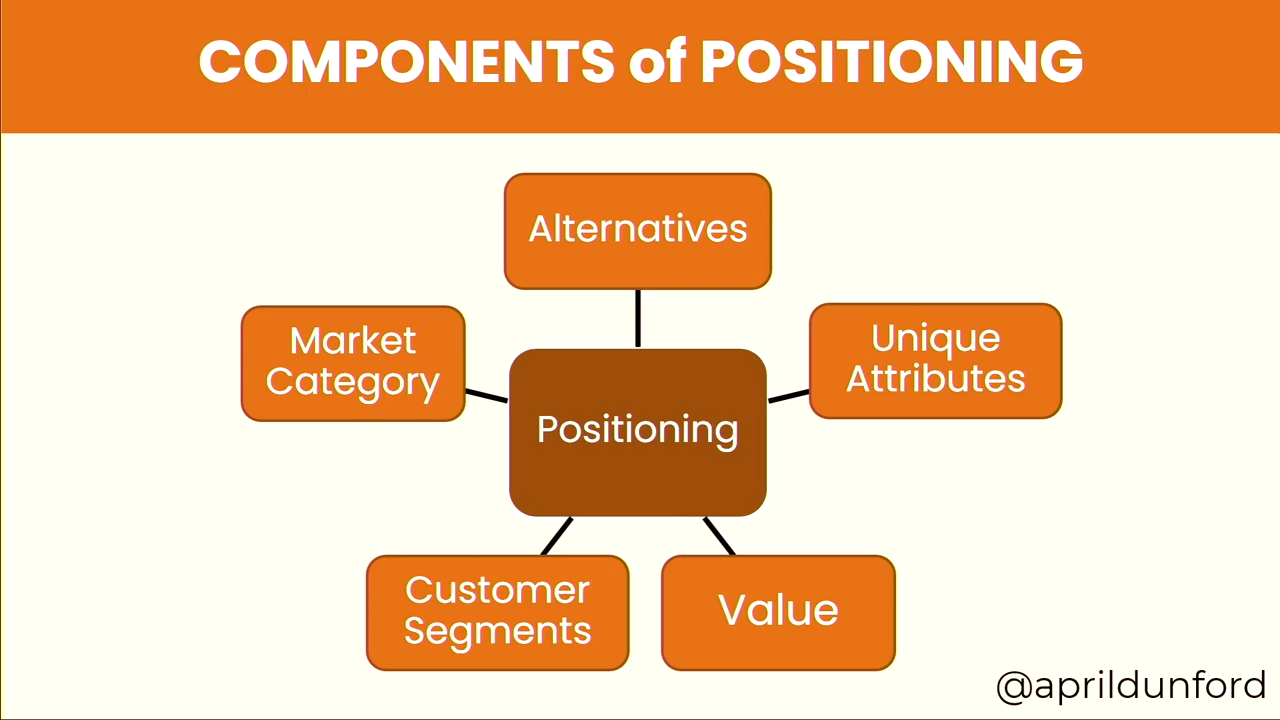 COMPONENTS of POSITIONING
Alternatives
Market
Category
Unique
Attributes
Positioning
Customer
Segments
Value
@aprildunford